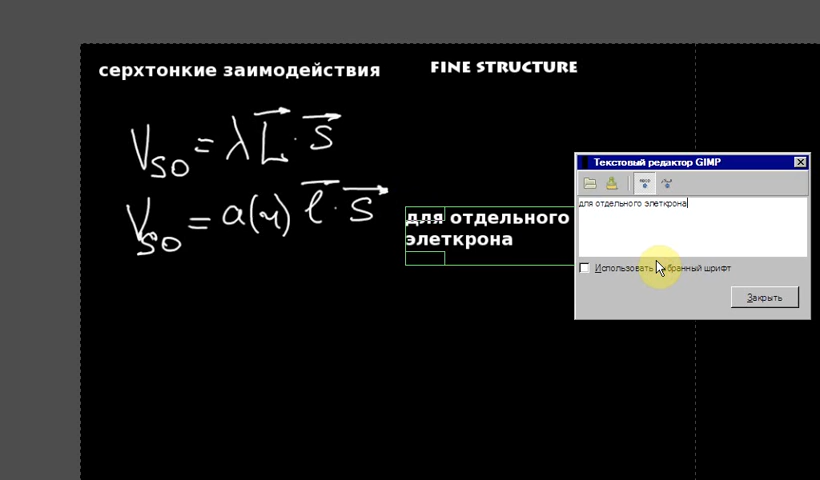 серхтонкие заимодействия
FINE STRUCTURE
V_SO = λ L⃗ · S⃗
V_SO = a(r) l⃗ · s⃗
для отдельного
элеткрона
Текстовый редактор GIMP
для отдельного элеткрона
Использовать выбранный шрифт
Закрыть